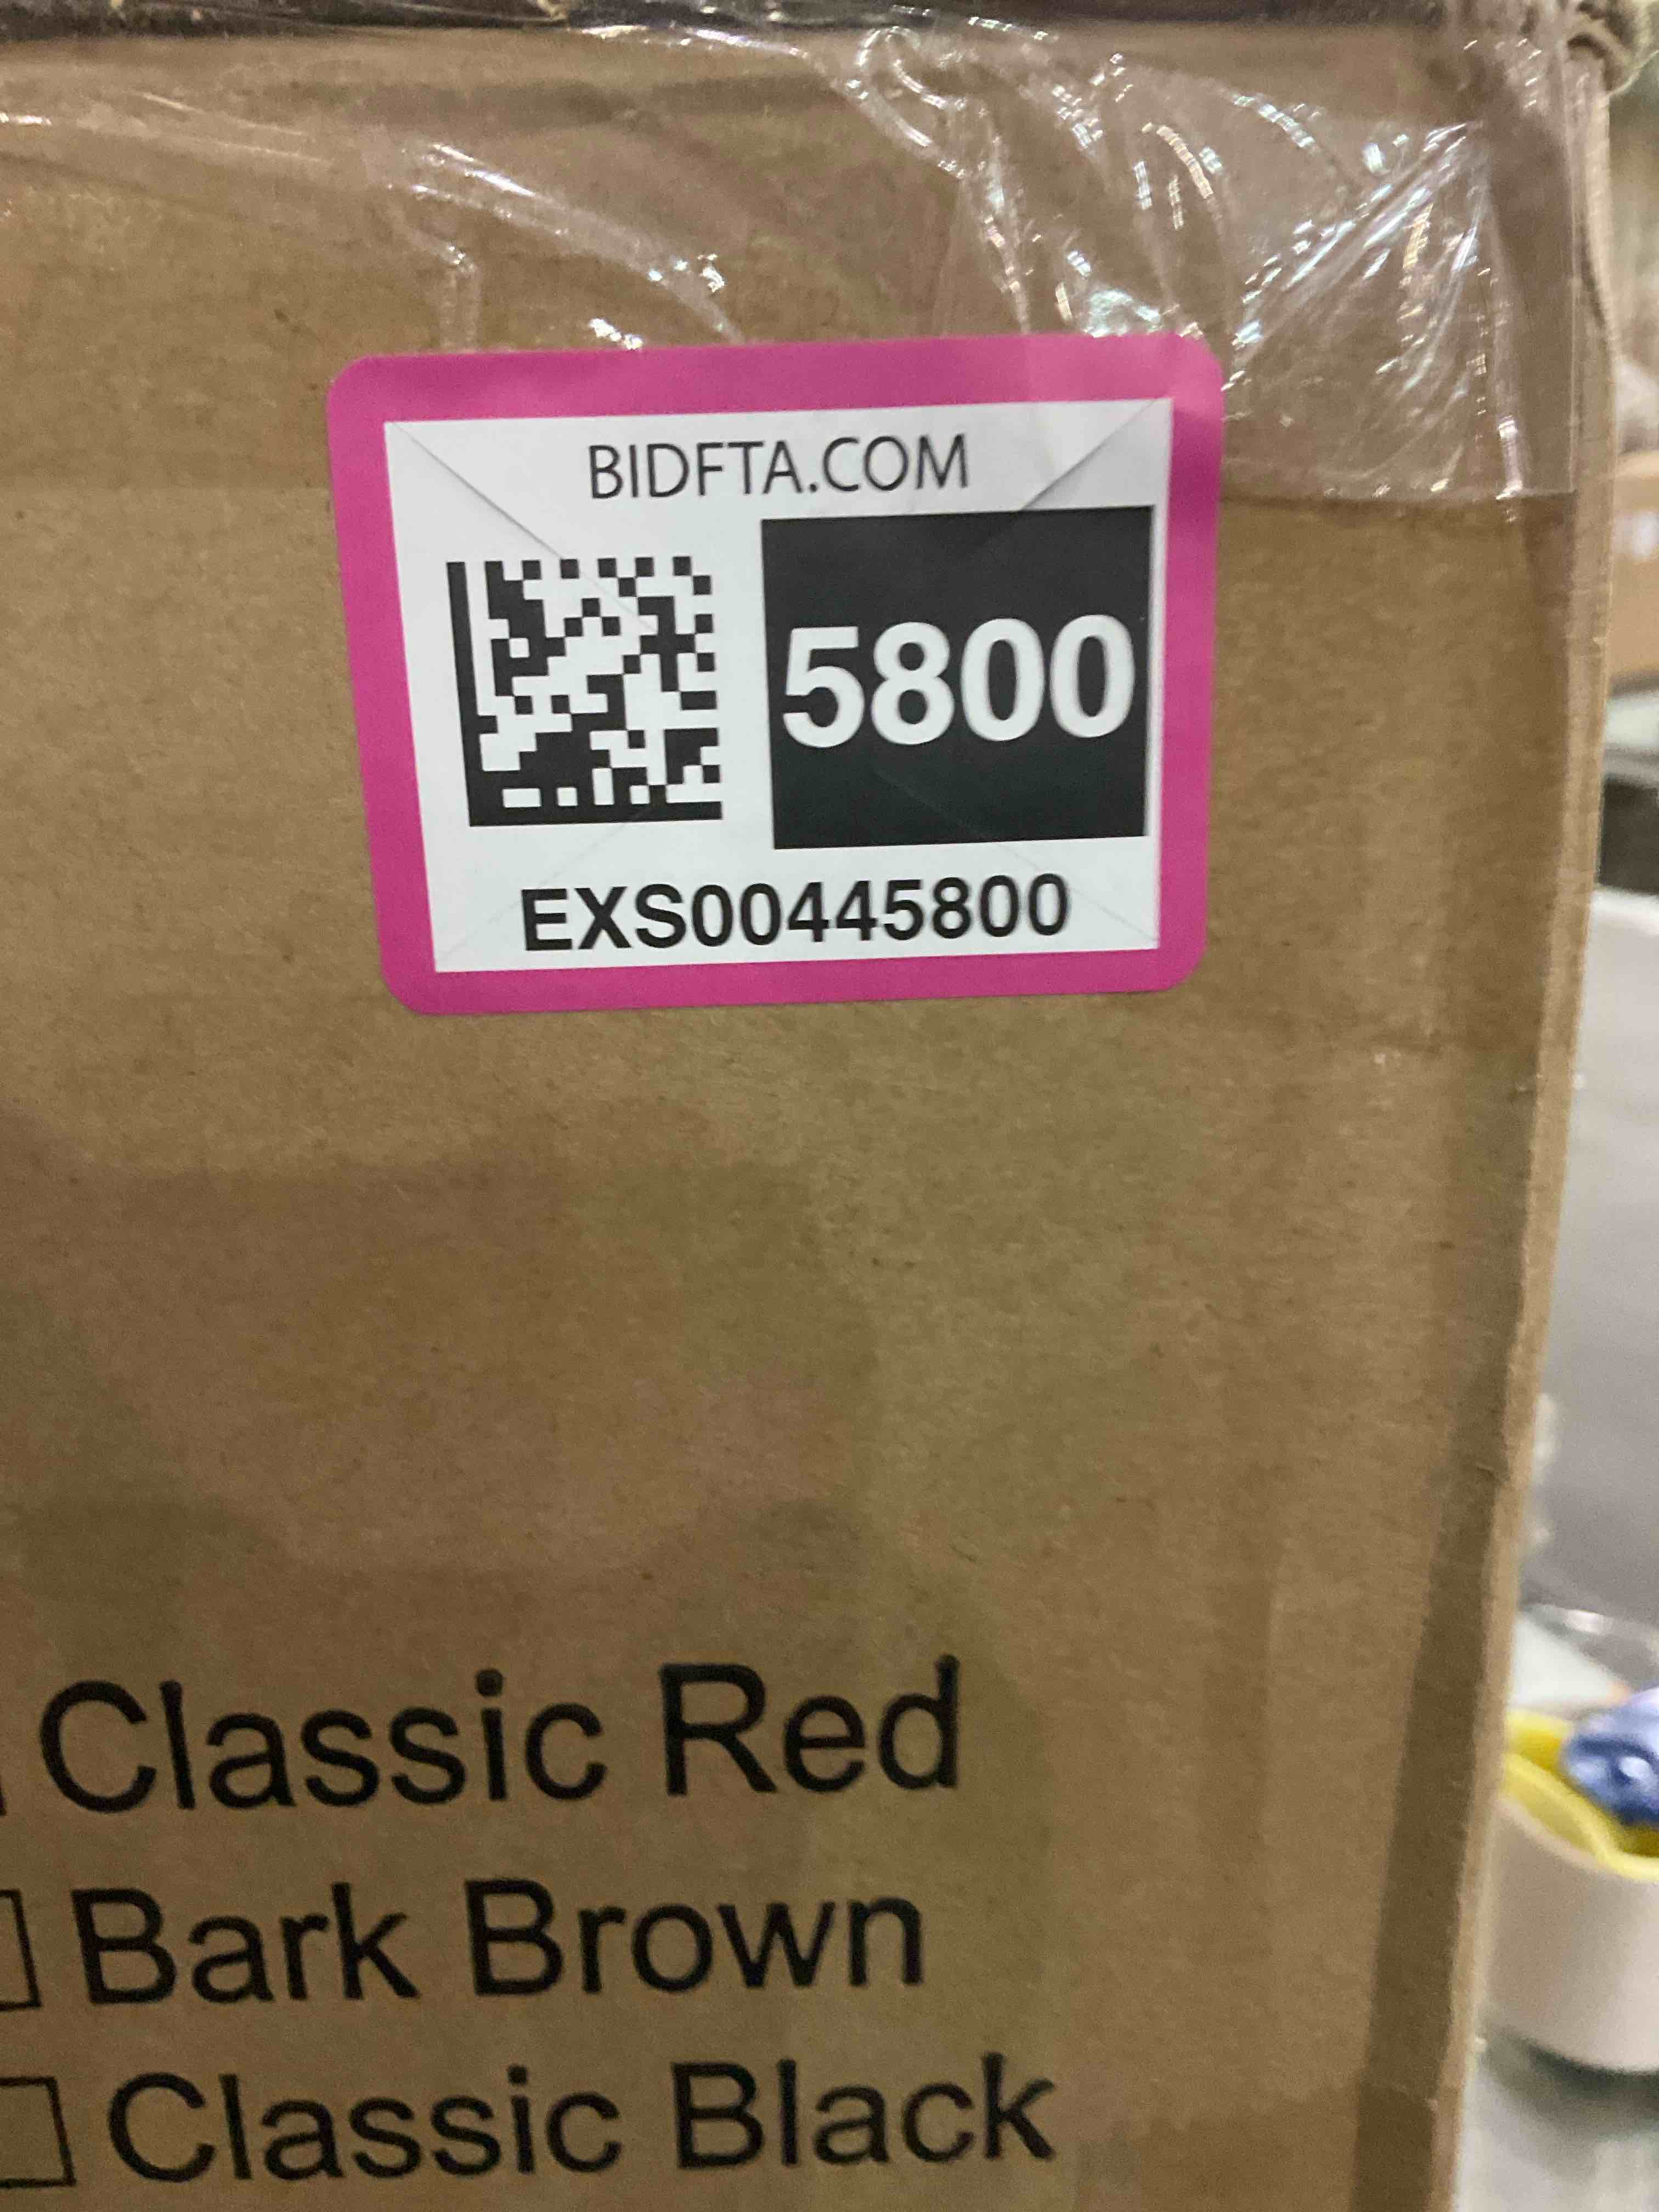 BIDFTA.COM
5800
EXS00445800
Classic Red
Bark Brown
Classic Black